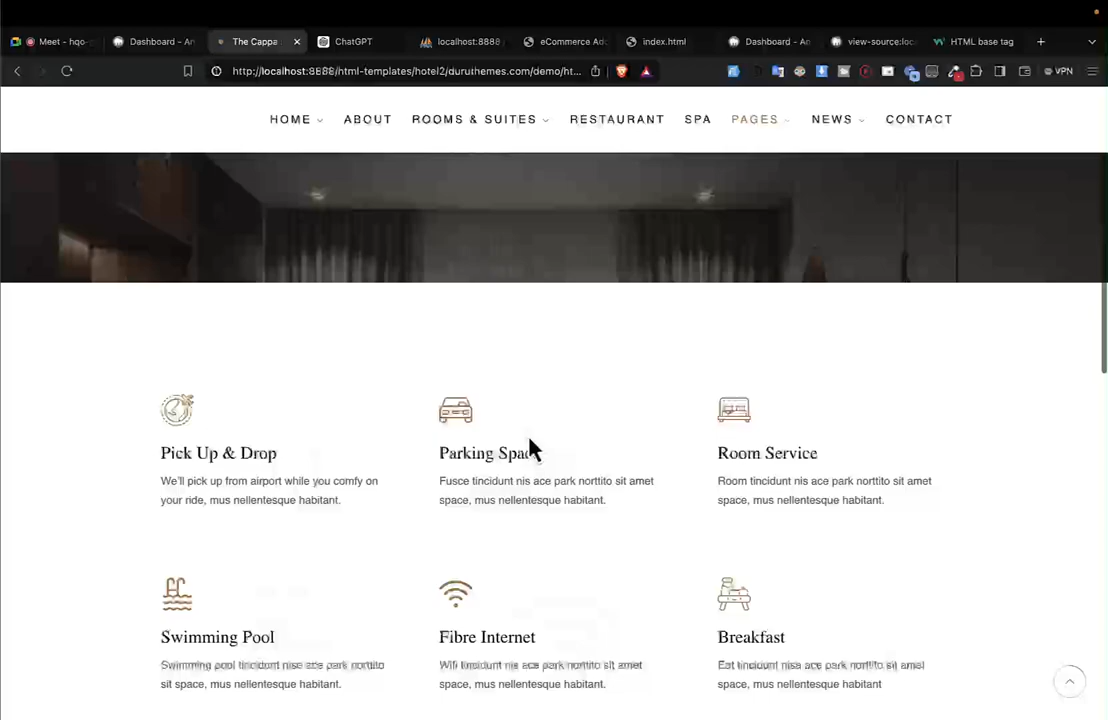 Meet - hqo-
Dashboard - An
The Cappa
ChatGPT
localhost:8888
eCommerce Add
index.html
Dashboard - An
view-source:loc
HTML base tag
http://localhost:8888/html-templates/hotel2/duruthemes.com/demo/ht...
VPN
HOME
ABOUT
ROOMS & SUITES
RESTAURANT
SPA
PAGES
NEWS
CONTACT
Pick Up & Drop
We'll pick up from airport while you comfy on
your ride, mus nellentesque habitant.
Parking Space
Fusce tincidunt nis ace park norttito sit amet
space, mus nellentesque habitant.
Room Service
Room tincidunt nis ace park norttito sit amet
space, mus nellentesque habitant.
Swimming Pool
Swimming pool tincidunt nise ace park norttito
sit space, mus nellentesque habitant.
Fibre Internet
Wifi tincidunt nis ace park norttito sit amet
space, mus nellentesque habitant.
Breakfast
Eat tincidunt nisa ace park norttito sit amet
space, mus nellentesque habitant